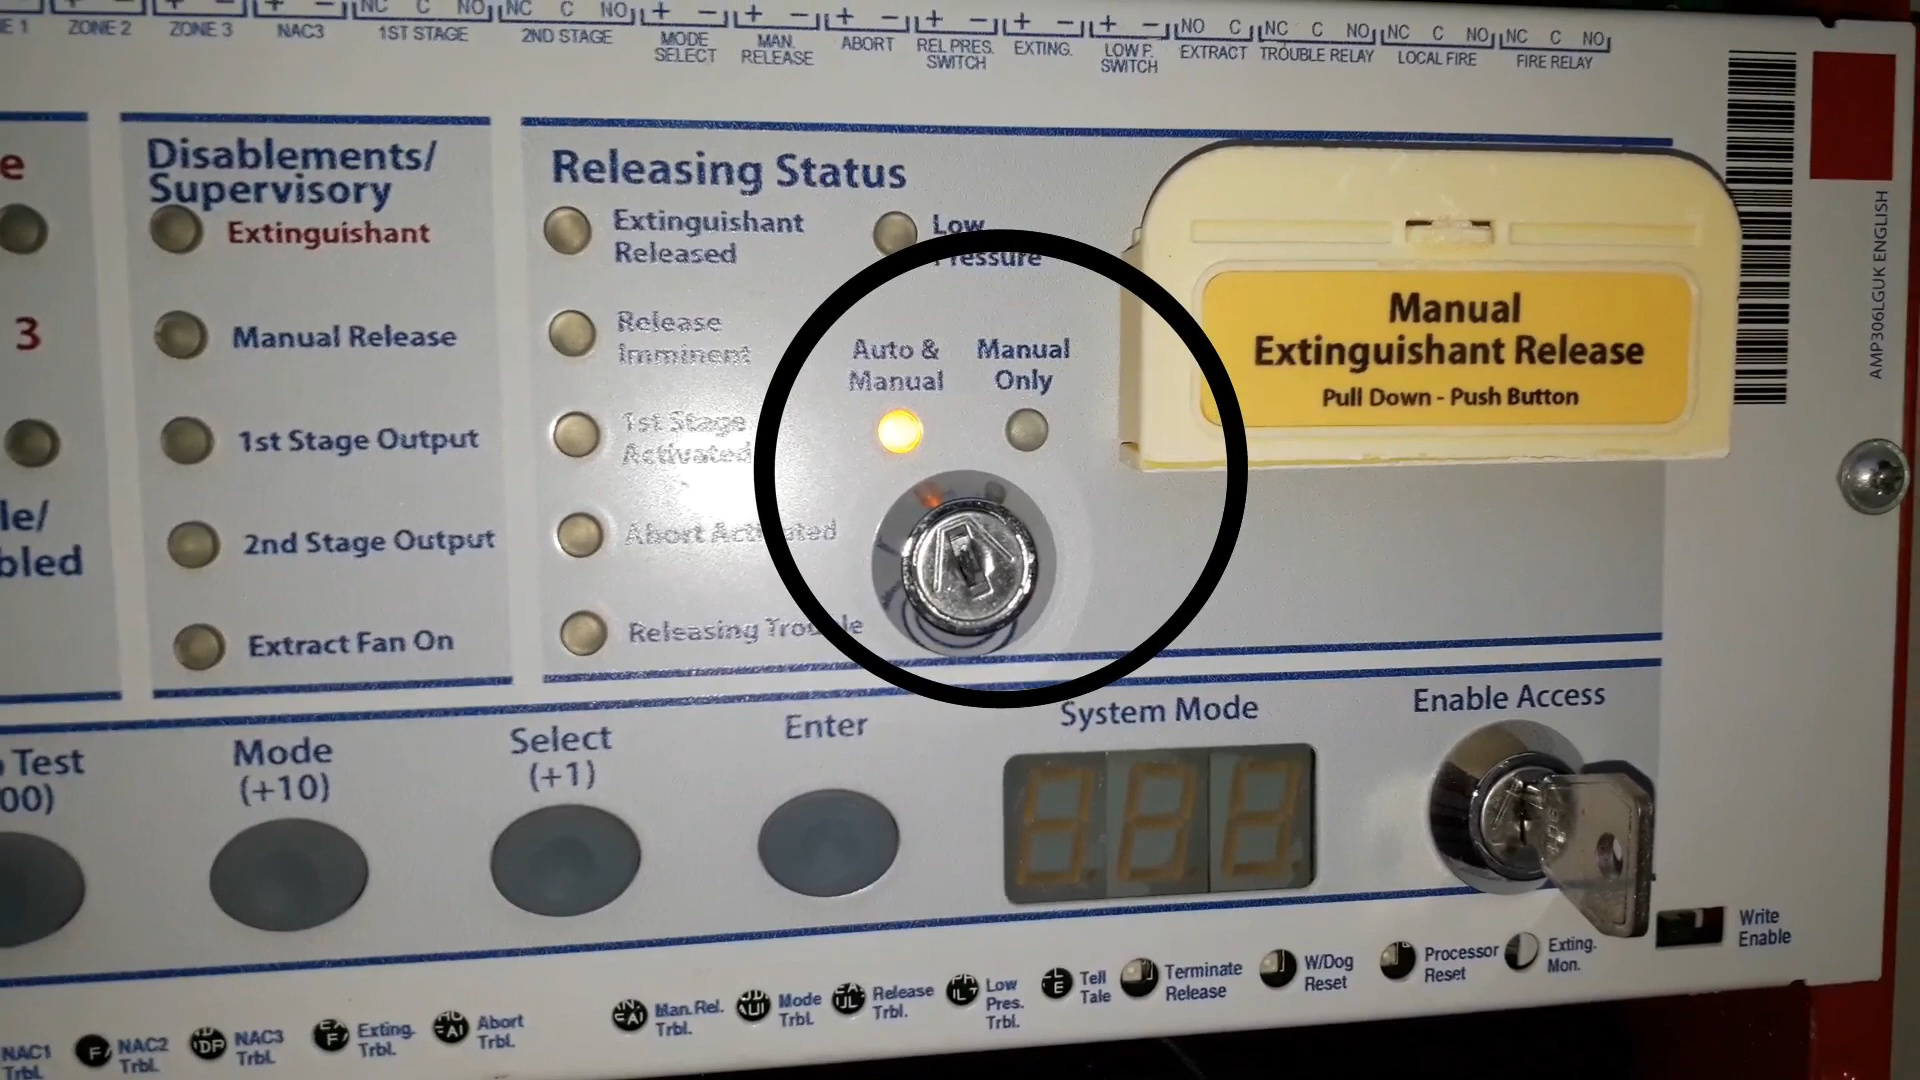 NC C NO NC C NO + − + − + − + − + − + − NO C NC C NO NC C NO NC C NO
ZONE 2 ZONE 3 NAC3 1ST STAGE 2ND STAGE MODE SELECT MAN. RELEASE ABORT REL PRES. SWITCH EXTING. LOW P. SWITCH EXTRACT TROUBLE RELAY LOCAL FIRE FIRE RELAY
Disablements/
Supervisory
Extinguishant
Manual Release
1st Stage Output
2nd Stage Output
Extract Fan On
3
Releasing Status
Extinguishant
Released
Release
Imminent
1st Stage
Activated
Abort Activated
Releasing Trouble
Low
Pressure
Auto &
Manual
Manual
Only
Manual
Extinguishant Release
Pull Down - Push Button
AMP306LGUK ENGLISH
Test
Mode
(+10)
Select
(+1)
Enter
System Mode
Enable Access
Write
Enable
NAC1
Trbl.
NAC2
Trbl.
NAC3
Trbl.
Exting.
Trbl.
Abort
Trbl.
Man.Rel.
Trbl.
Mode
Trbl.
Release
Trbl.
Low
Pres.
Trbl.
Tell
Tale
Terminate
Release
W/Dog
Reset
Processor
Reset
Exting.
Mon.